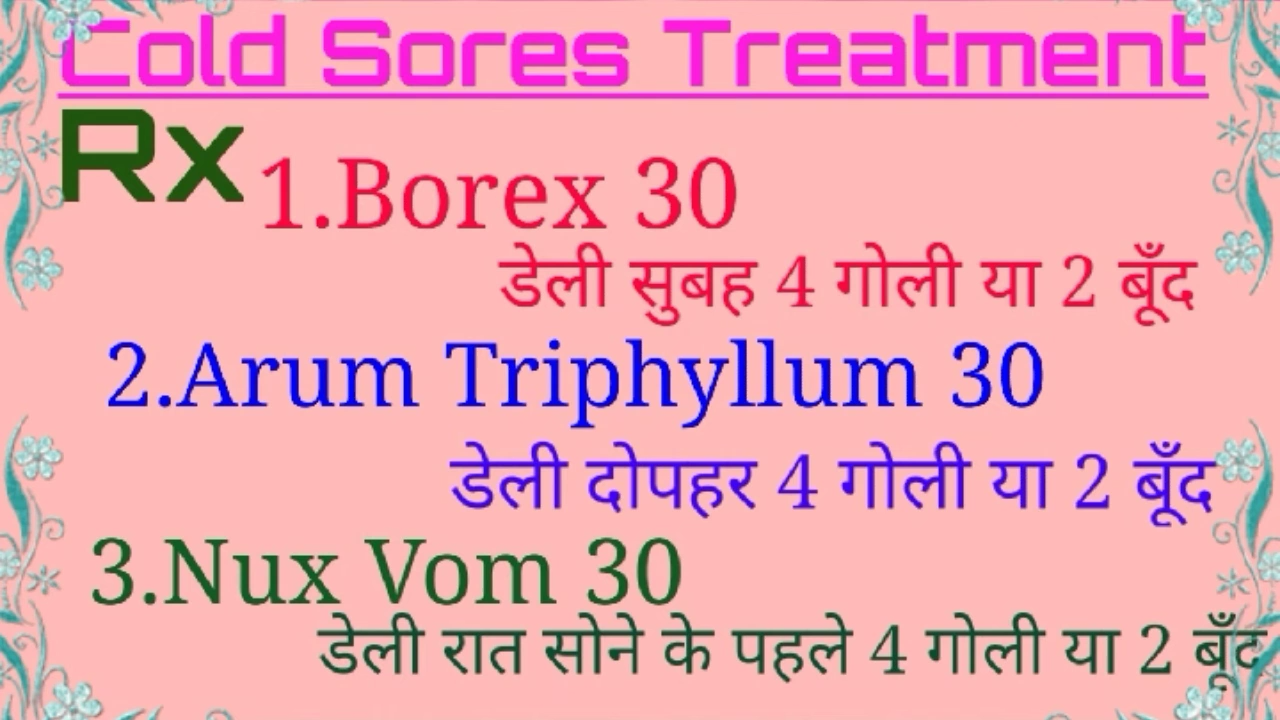 Cold Sores Treatment
Rx
1.Borex 30
डेली सुबह 4 गोली या 2 बूँद
2.Arum Triphyllum 30
डेली दोपहर 4 गोली या 2 बूँद
3.Nux Vom 30
डेली रात सोने के पहले 4 गोली या 2 बूँद